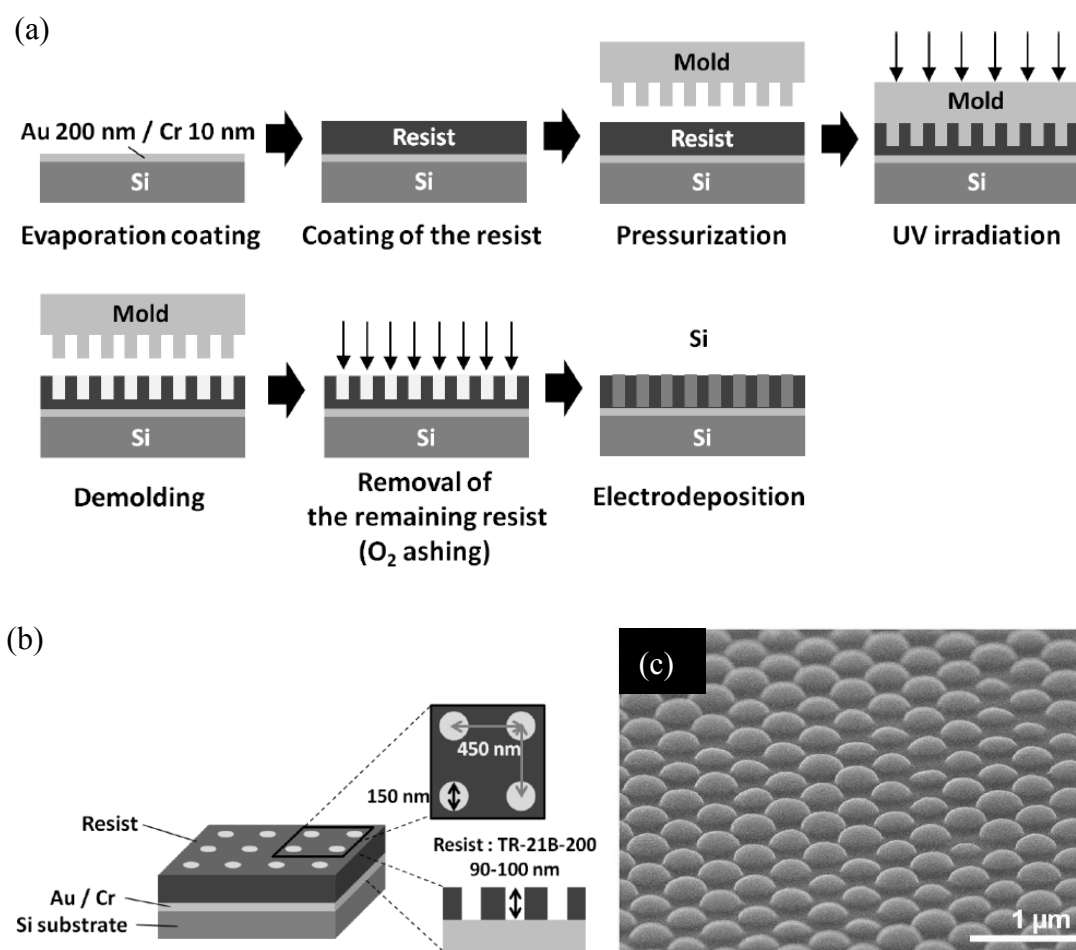 (a)
Mold
Au 200 nm / Cr 10 nm
Si
Evaporation coating
Resist
Si
Coating of the resist
Resist
Si
Pressurization
Mold
Si
UV irradiation
Mold
Si
Demolding
Si
Removal of
the remaining resist
(O₂ ashing)
Si
Si
Electrodeposition
(b)
450 nm
150 nm
Resist
Resist : TR-21B-200
90-100 nm
Au / Cr
Si substrate
(c)
1 μm